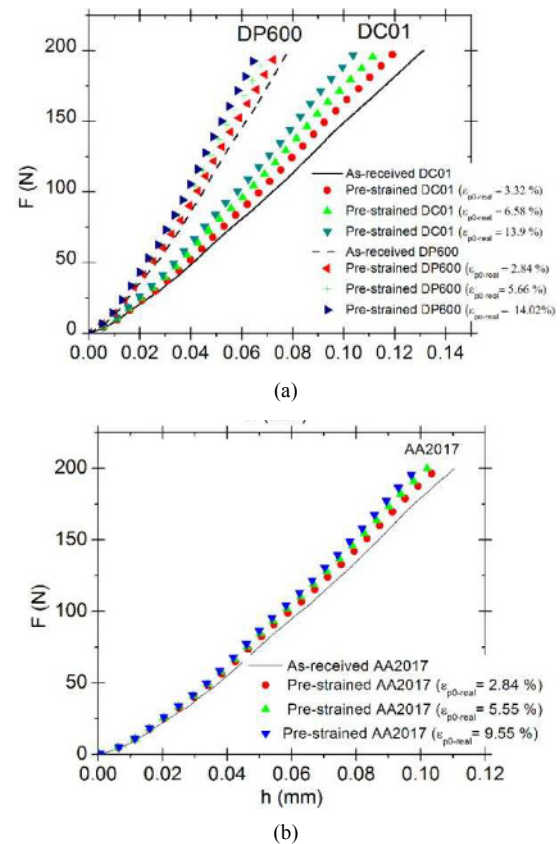 DP600 DC01
200
150
100
50
0
F (N)
As-received DC01
Pre-strained DC01 (εp0-real – 3.32 %)
Pre-strained DC01 (εp0-real – 6.58 %)
Pre-strained DC01 (εp0-real – 13.9 %)
As-received DP600
Pre-strained DP600 (εp0-real – 2.84 %)
Pre-strained DP600 (εp0-real= 5.66 %)
Pre-strained DP600 (εp0-real – 14.02%)
0.00 0.02 0.04 0.06 0.08 0.10 0.12 0.14
(a)
AA2017
200
150
100
50
0
F (N)
As-received AA2017
Pre-strained AA2017 (εp0-real= 2.84 %)
Pre-strained AA2017 (εp0-real= 5.55 %)
Pre-strained AA2017 (εp0-real= 9.55 %)
0.00 0.02 0.04 0.06 0.08 0.10 0.12
h (mm)
(b)